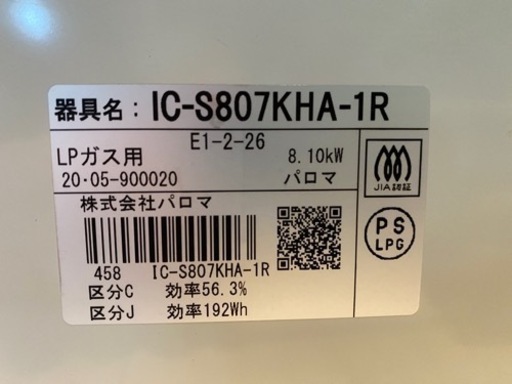 器具名：IC-S807KHA-1R
E1-2-26
LPガス用 8.10kW
20・05-900020 パロマ
JIA認証
株式会社パロマ
PS
LPG
458 IC-S807KHA-1R
区分C 効率56.3%
区分J 効率192Wh